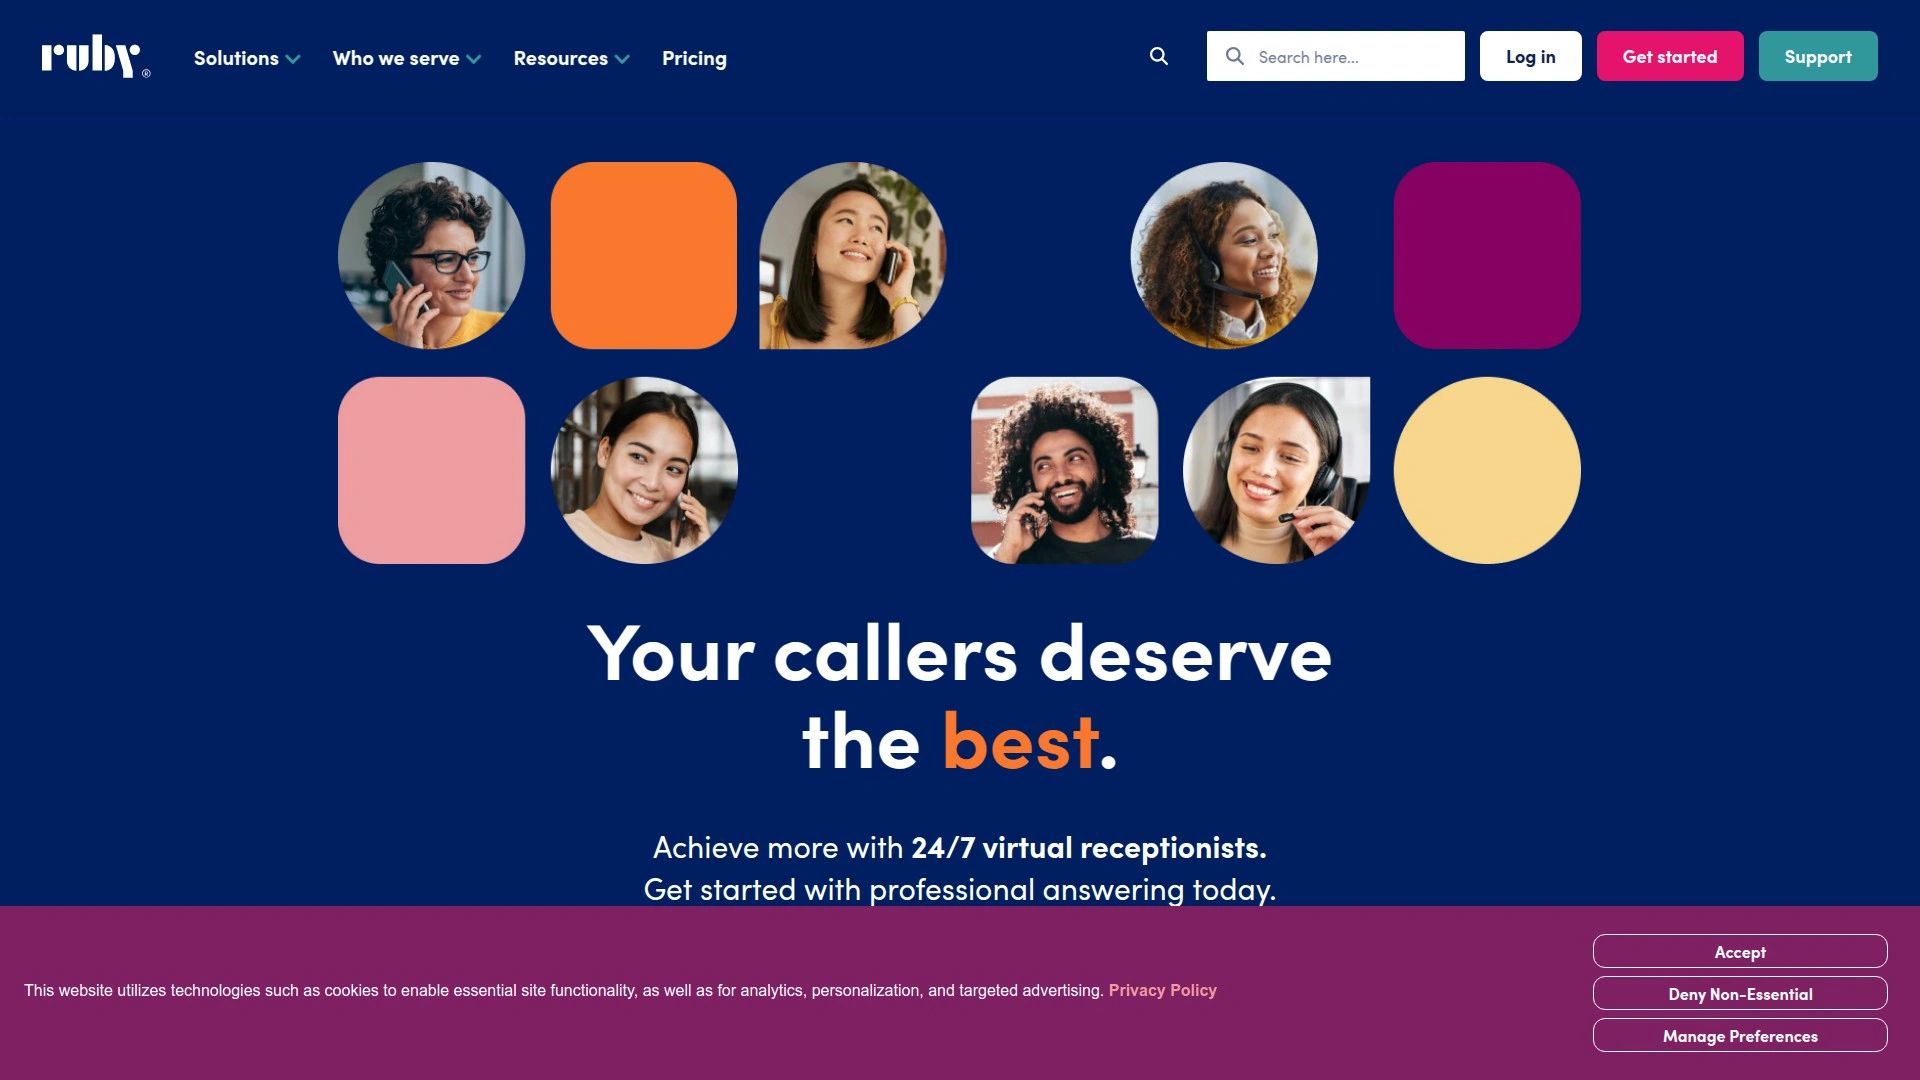 ruby®
Solutions
Who we serve
Resources
Pricing
Search here...
Log in
Get started
Support
Your callers deserve
the best.
Achieve more with 24/7 virtual receptionists.
Get started with professional answering today.
This website utilizes technologies such as cookies to enable essential site functionality, as well as for analytics, personalization, and targeted advertising. Privacy Policy
Accept
Deny Non-Essential
Manage Preferences